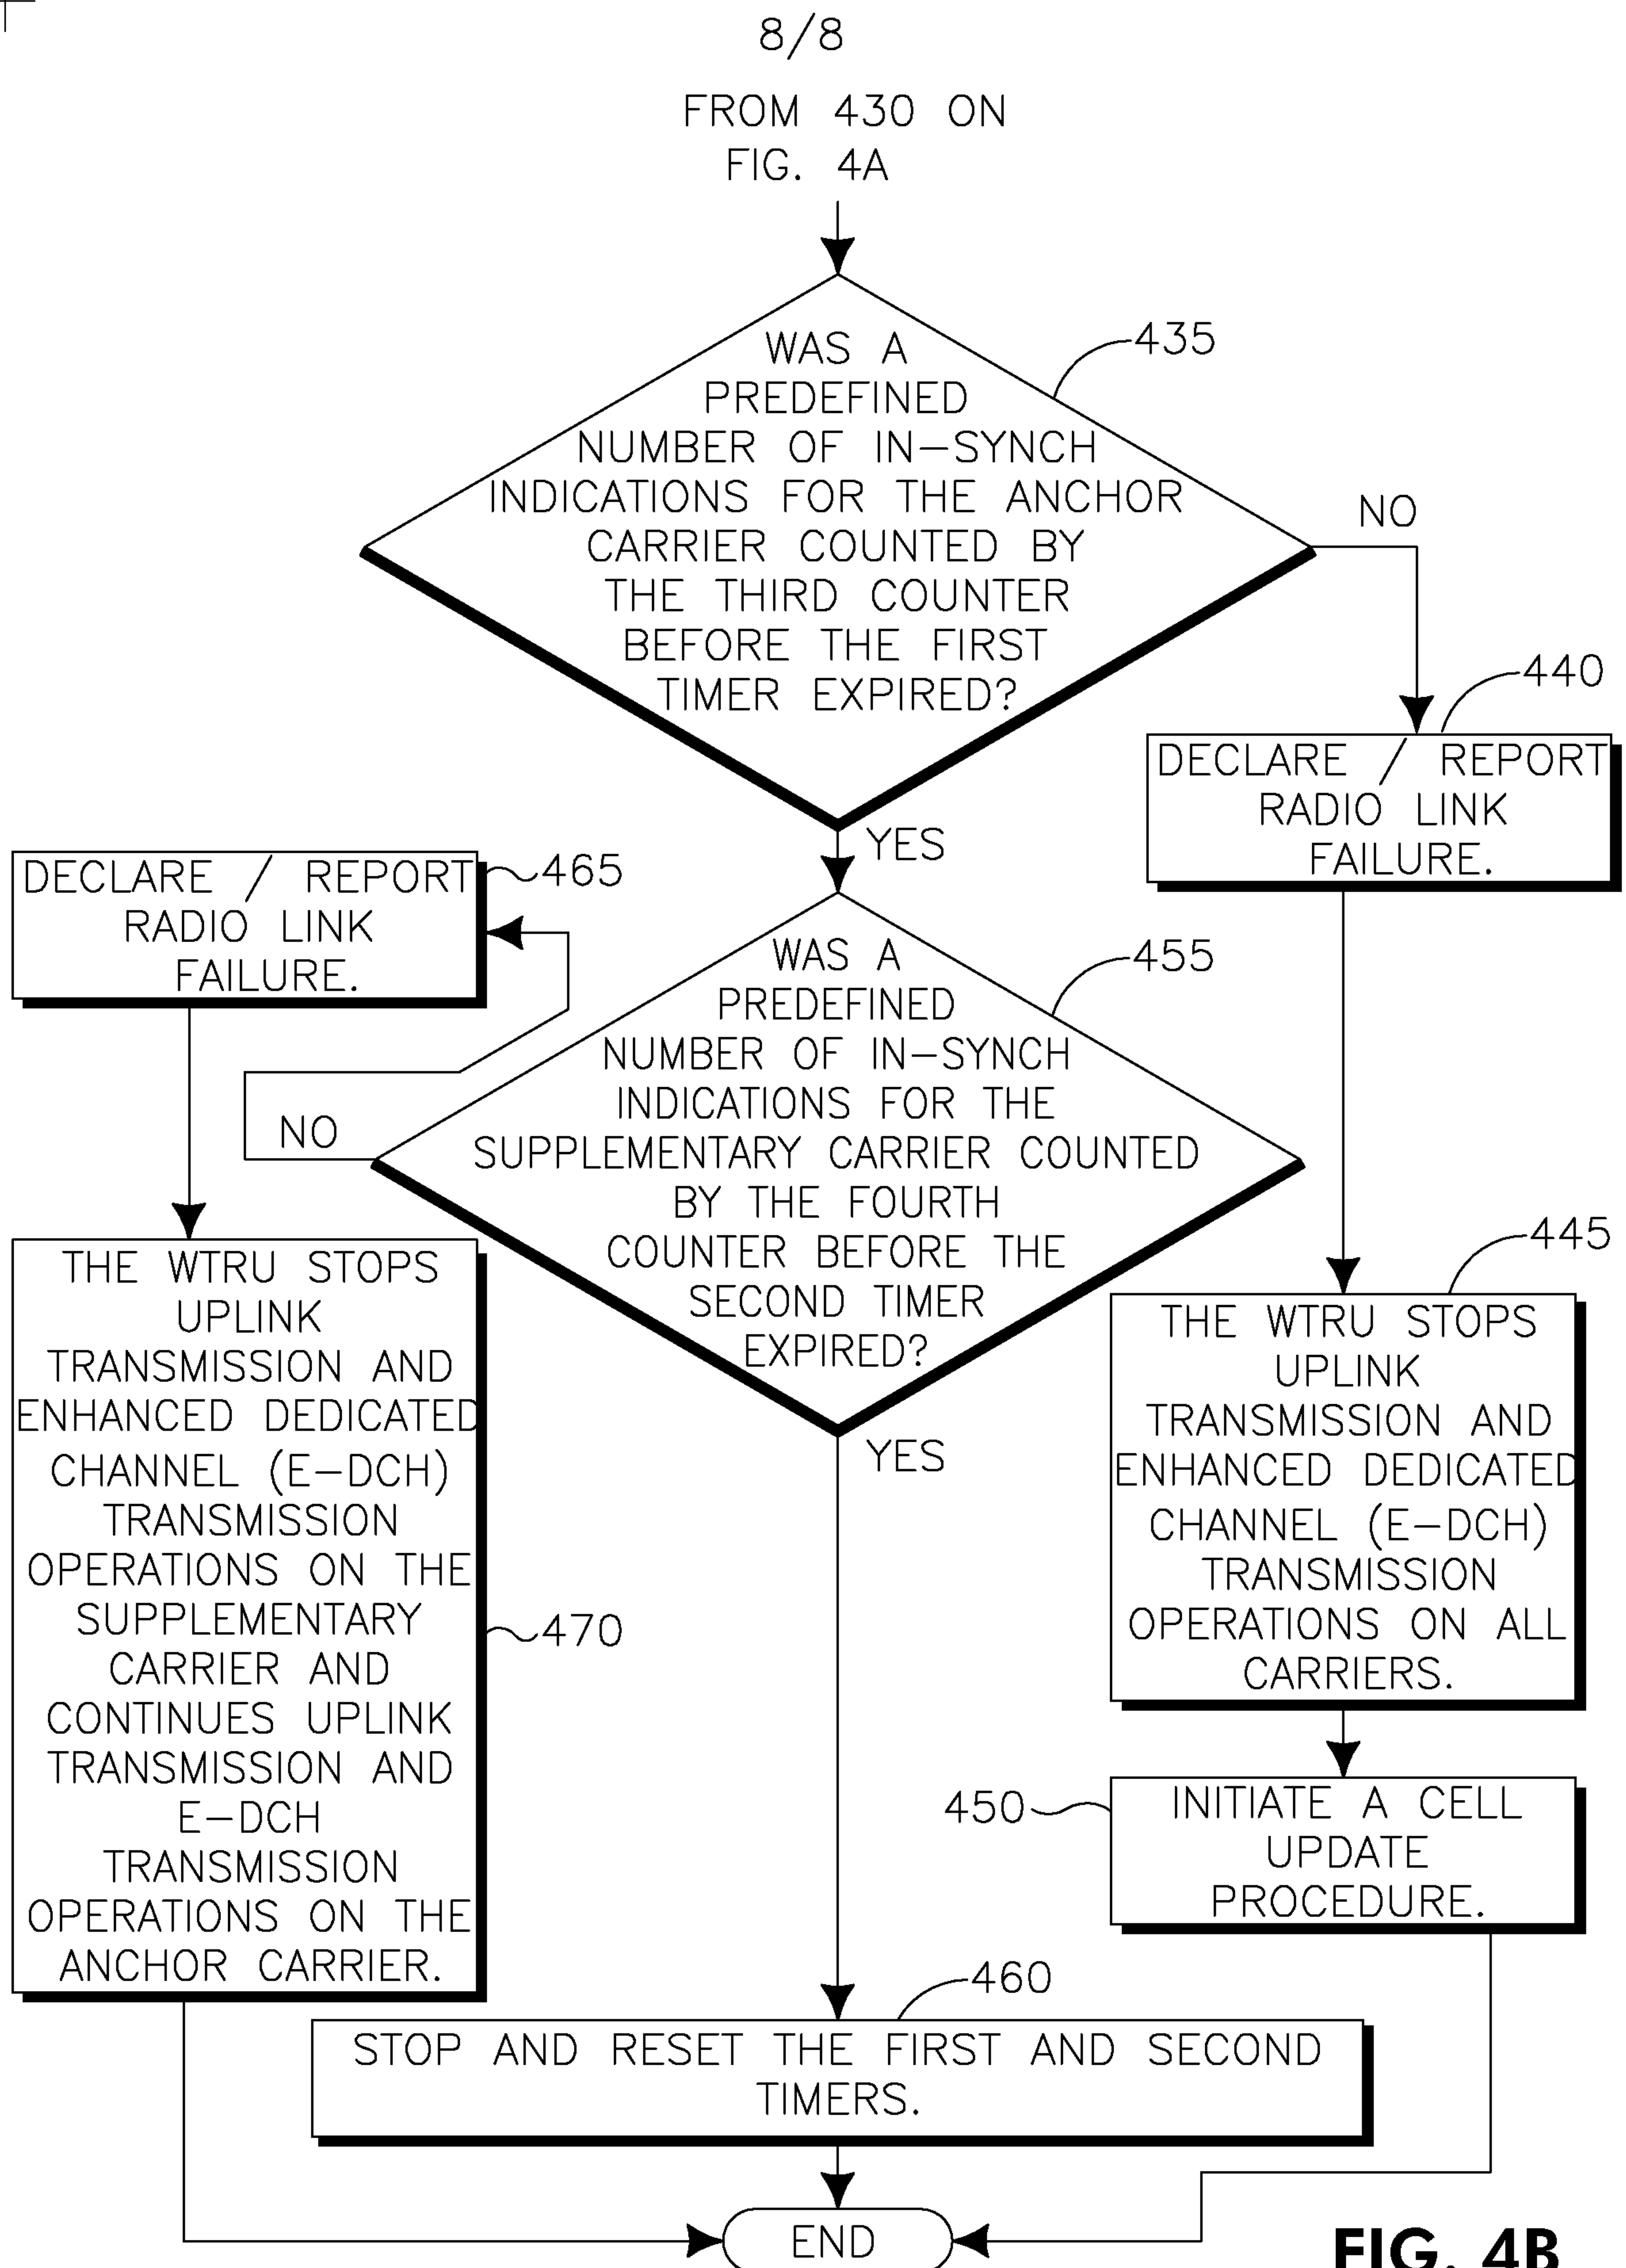 8/8
FROM 430 ON
FIG. 4A
WAS A
PREDEFINED
NUMBER OF IN-SYNCH
INDICATIONS FOR THE ANCHOR
CARRIER COUNTED BY
THE THIRD COUNTER
BEFORE THE FIRST
TIMER EXPIRED?
435
NO
YES
440
DECLARE / REPORT
RADIO LINK
FAILURE.
465
DECLARE / REPORT
RADIO LINK
FAILURE.
WAS A
PREDEFINED
NUMBER OF IN-SYNCH
INDICATIONS FOR THE
SUPPLEMENTARY CARRIER COUNTED
BY THE FOURTH
COUNTER BEFORE THE
SECOND TIMER
EXPIRED?
455
NO
YES
THE WTRU STOPS
UPLINK
TRANSMISSION AND
ENHANCED DEDICATED
CHANNEL (E-DCH)
TRANSMISSION
OPERATIONS ON THE
SUPPLEMENTARY
CARRIER AND
CONTINUES UPLINK
TRANSMISSION AND
E-DCH
TRANSMISSION
OPERATIONS ON THE
ANCHOR CARRIER.
470
445
THE WTRU STOPS
UPLINK
TRANSMISSION AND
ENHANCED DEDICATED
CHANNEL (E-DCH)
TRANSMISSION
OPERATIONS ON ALL
CARRIERS.
450
INITIATE A CELL
UPDATE
PROCEDURE.
460
STOP AND RESET THE FIRST AND SECOND
TIMERS.
END
FIG. 4B